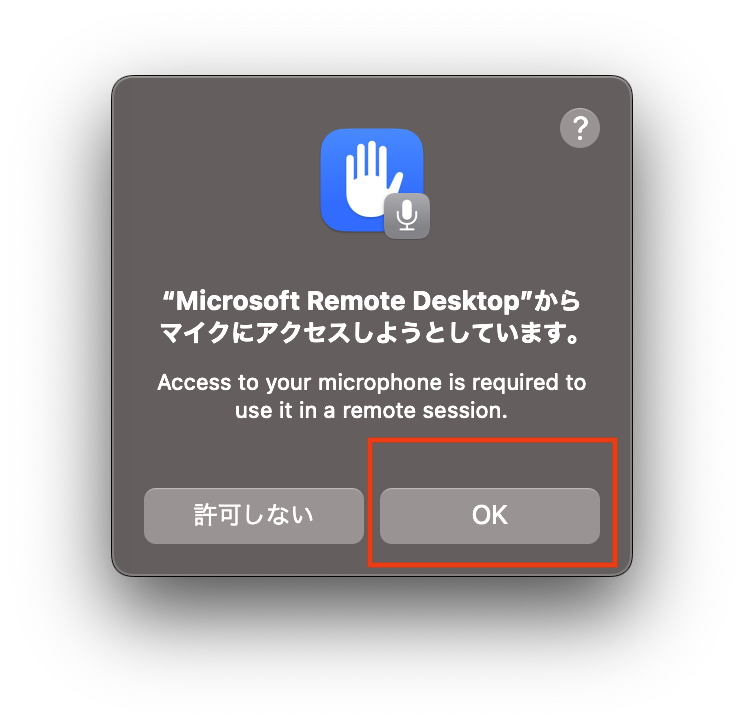 ?
“Microsoft Remote Desktop”から
マイクにアクセスしようとしています。
Access to your microphone is required to
use it in a remote session.
許可しない
OK